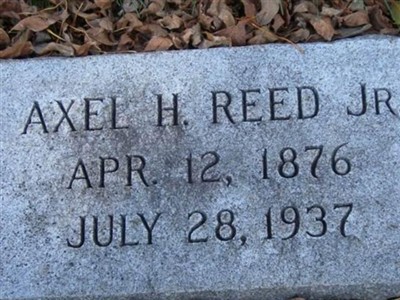 AXEL H. REED JR
APR. 12, 1876
JULY 28, 1937